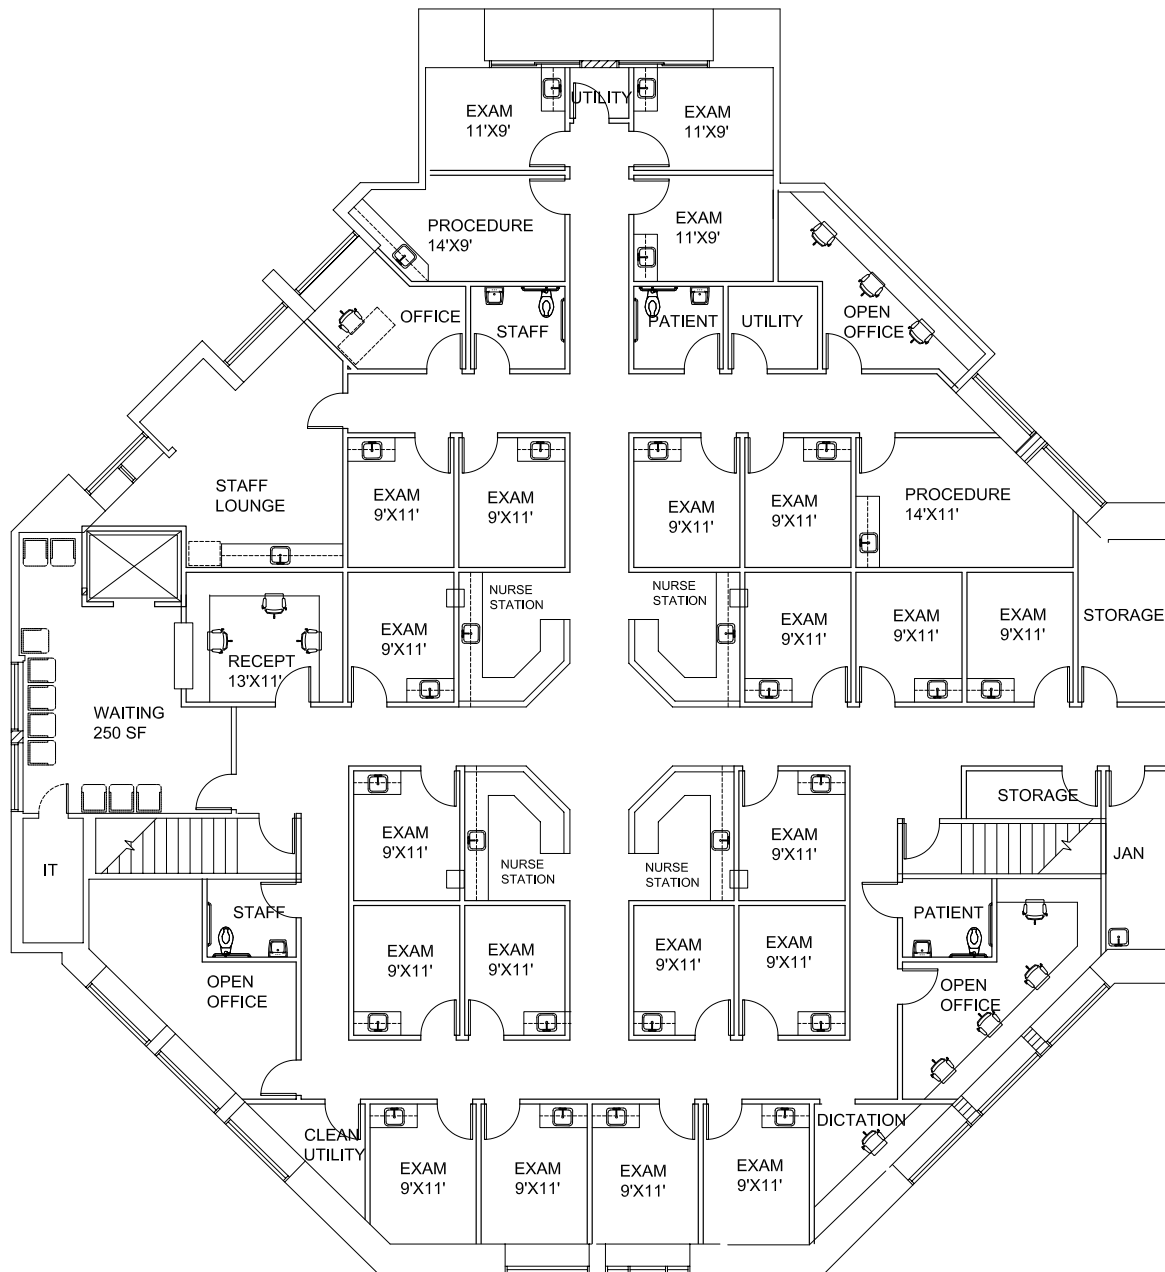 UTILITY
EXAM
11'X9'
EXAM
11'X9'
PROCEDURE
14'X9'
EXAM
11'X9'
OFFICE
STAFF
PATIENT
UTILITY
OPEN
OFFICE
STAFF
LOUNGE
EXAM
9'X11'
EXAM
9'X11'
EXAM
9'X11'
EXAM
9'X11'
PROCEDURE
14'X11'
RECEPT
13'X11'
EXAM
9'X11'
NURSE
STATION
NURSE
STATION
EXAM
9'X11'
EXAM
9'X11'
EXAM
9'X11'
STORAGE
WAITING
250 SF
STORAGE
IT
EXAM
9'X11'
NURSE
STATION
NURSE
STATION
EXAM
9'X11'
JAN
STAFF
PATIENT
EXAM
9'X11'
EXAM
9'X11'
EXAM
9'X11'
EXAM
9'X11'
OPEN
OFFICE
OPEN
OFFICE
CLEAN
UTILITY
DICTATION
EXAM
9'X11'
EXAM
9'X11'
EXAM
9'X11'
EXAM
9'X11'